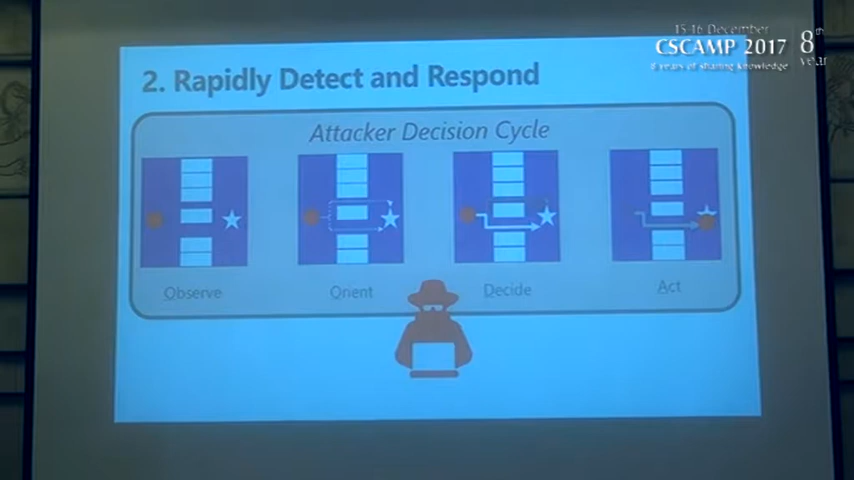 15-16 December
CSCAMP 2017
8th year
8 years of sharing knowledge
2. Rapidly Detect and Respond
Attacker Decision Cycle
Observe
Orient
Decide
Act